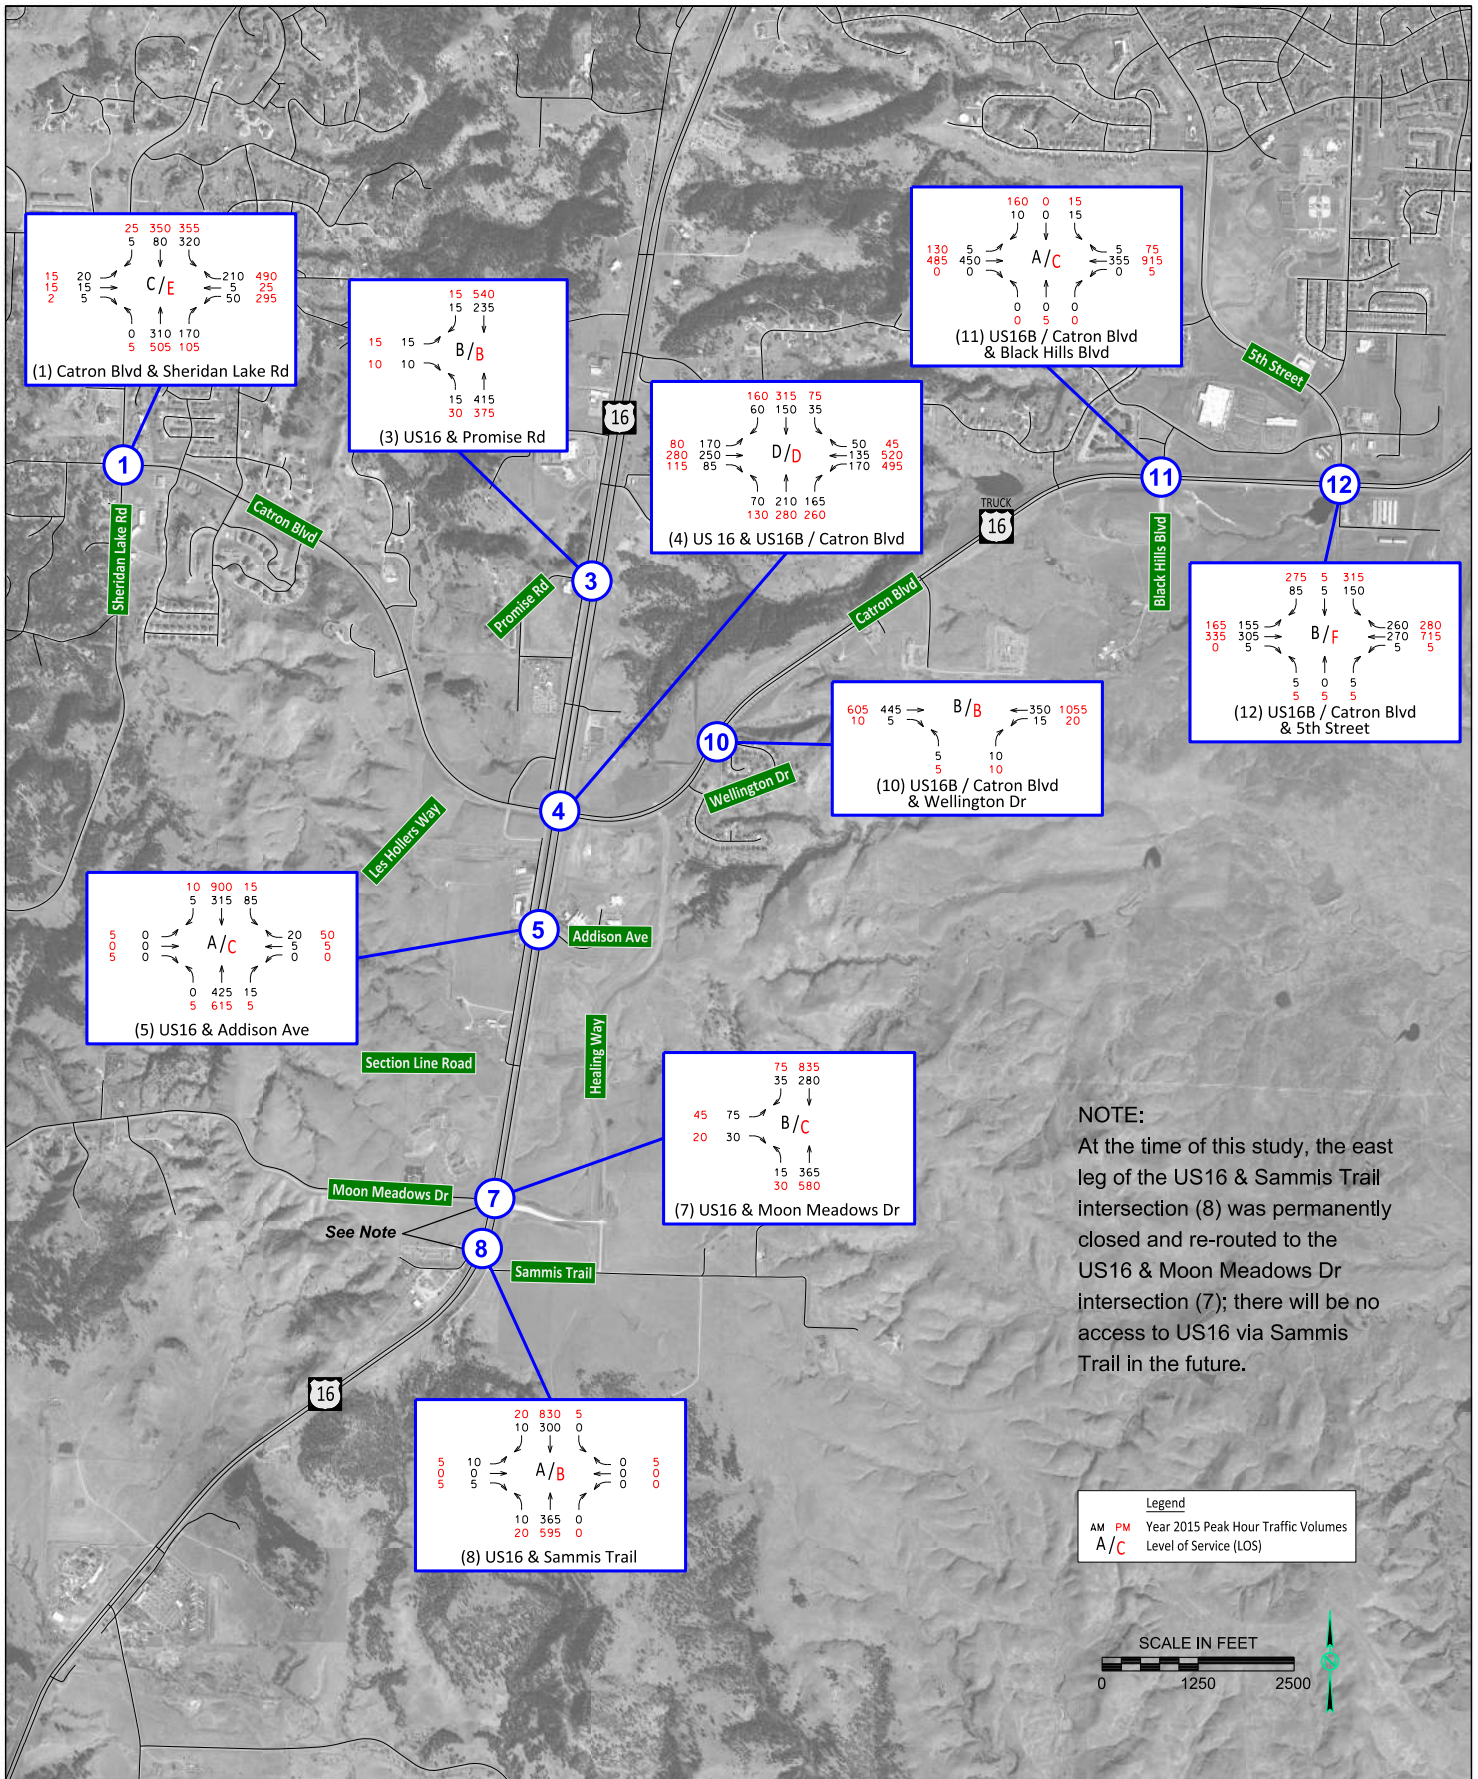 25 350 355
5 80 320
15 20 C/E 210 490
15 15 5 25
2 5 50 295
0 310 170
5 505 105
(1) Catron Blvd & Sheridan Lake Rd
15 540
15 235
15 15 B/B
10 10
15 415
30 375
(3) US16 & Promise Rd
160 315 75
60 150 35
80 170 D/D 50 45
280 250 135 520
115 85 170 495
70 210 165
130 280 260
(4) US 16 & US16B / Catron Blvd
160 0 15
10 0 15
130 5 A/C 5 75
485 450 355 915
0 0 0 5
0 0 0
0 5 0
(11) US16B / Catron Blvd
& Black Hills Blvd
275 5 315
85 5 150
165 155 B/F 260 280
335 305 270 715
0 5 5 5
5 0 5
5 5 5
(12) US16B / Catron Blvd
& 5th Street
605 445 B/B 350 1055
10 5 15 20
5 10
5 10
(10) US16B / Catron Blvd
& Wellington Dr
10 900 15
5 315 85
5 0 A/C 20 50
0 0 5 5
5 0 0 0
0 425 15
5 615 5
(5) US16 & Addison Ave
75 835
35 280
45 75 B/C
20 30
15 365
30 580
(7) US16 & Moon Meadows Dr
20 830 5
10 300 0
5 10 A/B 0 5
0 0 0 0
5 5 0 0
10 365 0
20 595 0
(8) US16 & Sammis Trail
1
3
4
5
7
8
10
11
12
16
TRUCK
16
16
5th Street
Sheridan Lake Rd
Catron Blvd
Promise Rd
Catron Blvd
Black Hills Blvd
Wellington Dr
Les Hollers Way
Addison Ave
Section Line Road
Healing Way
Moon Meadows Dr
See Note
Sammis Trail
NOTE:
At the time of this study, the east
leg of the US16 & Sammis Trail
intersection (8) was permanently
closed and re-routed to the
US16 & Moon Meadows Dr
intersection (7); there will be no
access to US16 via Sammis
Trail in the future.
Legend
AM PM Year 2015 Peak Hour Traffic Volumes
A/C Level of Service (LOS)
SCALE IN FEET
0 1250 2500